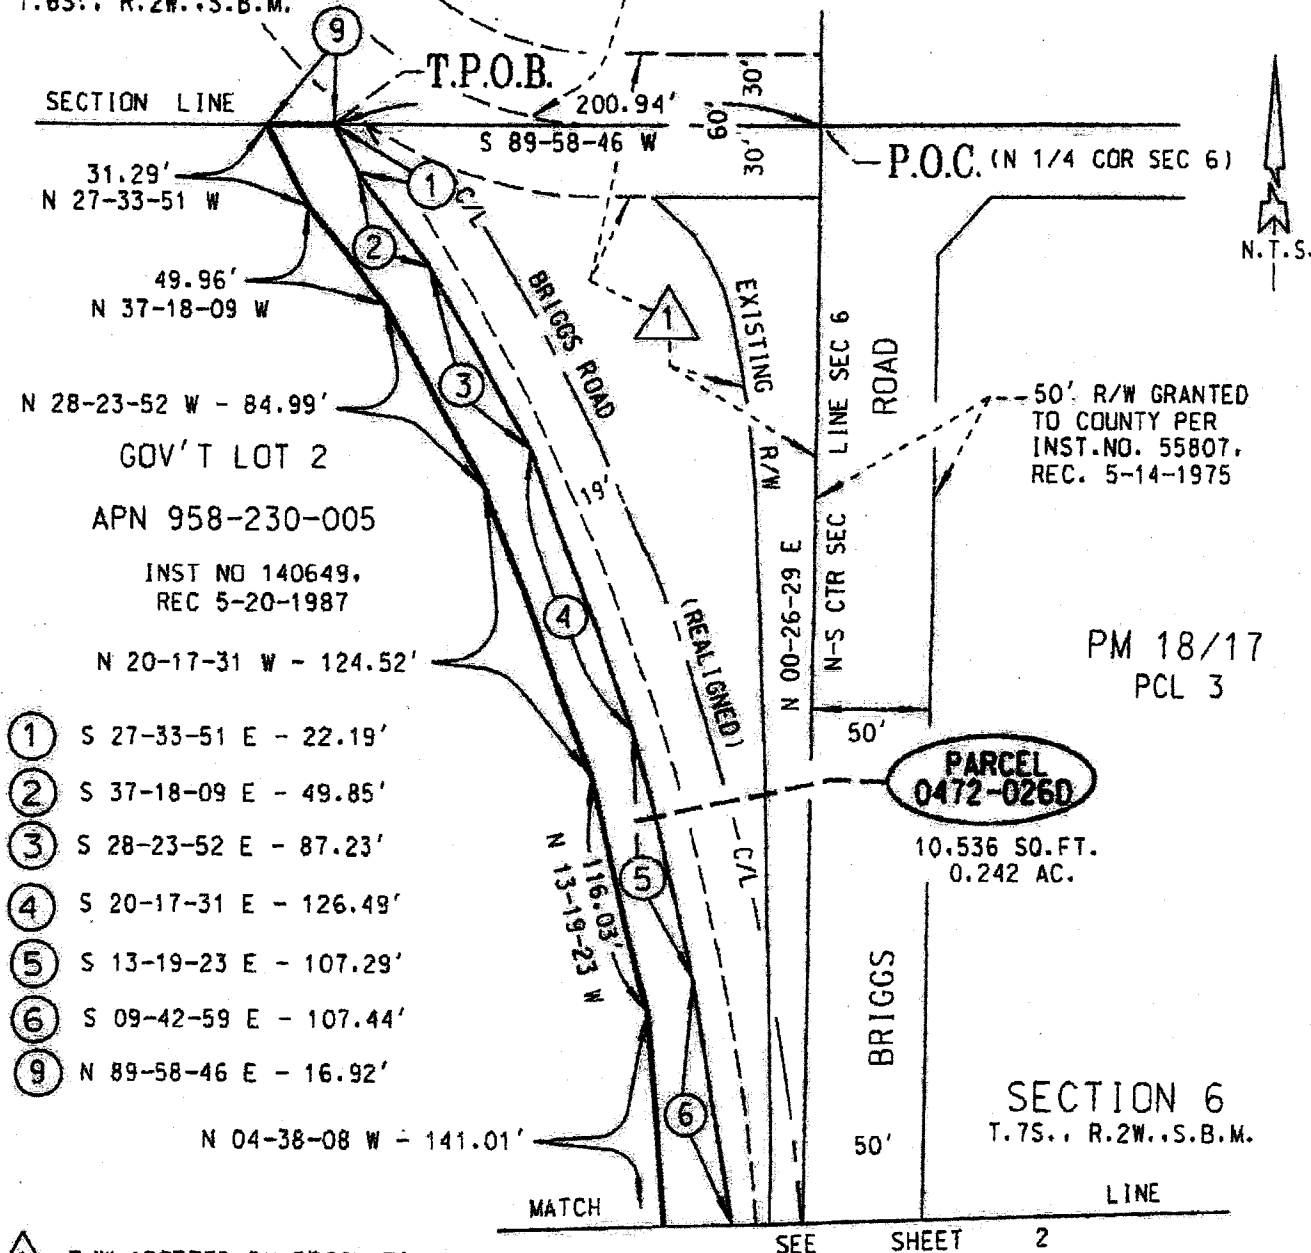 R.2W.,S.B.M.
9
T.P.O.B.
SECTION LINE
200.94'
S 89-58-46 W
30'
60'
30'
P.O.C. (N 1/4 COR SEC 6)
N.T.S.
31.29'
N 27-33-51 W
1
C/L
2
49.96'
N 37-18-09 W
BRIGGS ROAD
1
EXISTING
R/W
LINE SEC 6
ROAD
3
N 28-23-52 W - 84.99'
50' R/W GRANTED
TO COUNTY PER
INST.NO. 55807,
REC. 5-14-1975
GOV'T LOT 2
APN 958-230-005
19'
INST NO 140649,
REC 5-20-1987
N 00-26-29 E
N-S CTR SEC
4
(REALIGNED)
N 20-17-31 W - 124.52'
PM 18/17
PCL 3
50'
1 S 27-33-51 E - 22.19'
2 S 37-18-09 E - 49.85'
3 S 28-23-52 E - 87.23'
4 S 20-17-31 E - 126.49'
5 S 13-19-23 E - 107.29'
6 S 09-42-59 E - 107.44'
9 N 89-58-46 E - 16.92'
PARCEL
0472-026D
10,536 SQ.FT.
0.242 AC.
C/L
5
116.03'
N 13-19-23 W
BRIGGS
6
N 04-38-08 W - 141.01'
50'
SECTION 6
T.7S., R.2W.,S.B.M.
MATCH LINE
SEE SHEET 2